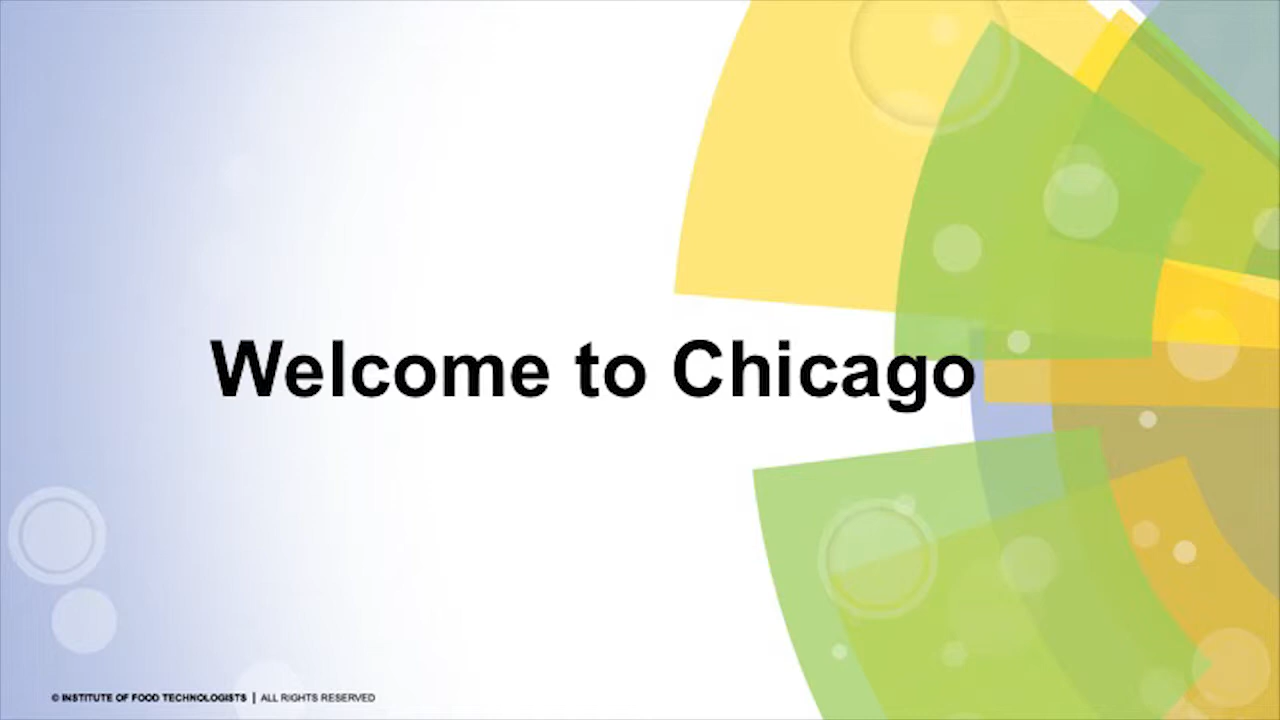 Welcome to Chicago
© INSTITUTE OF FOOD TECHNOLOGISTS | ALL RIGHTS RESERVED